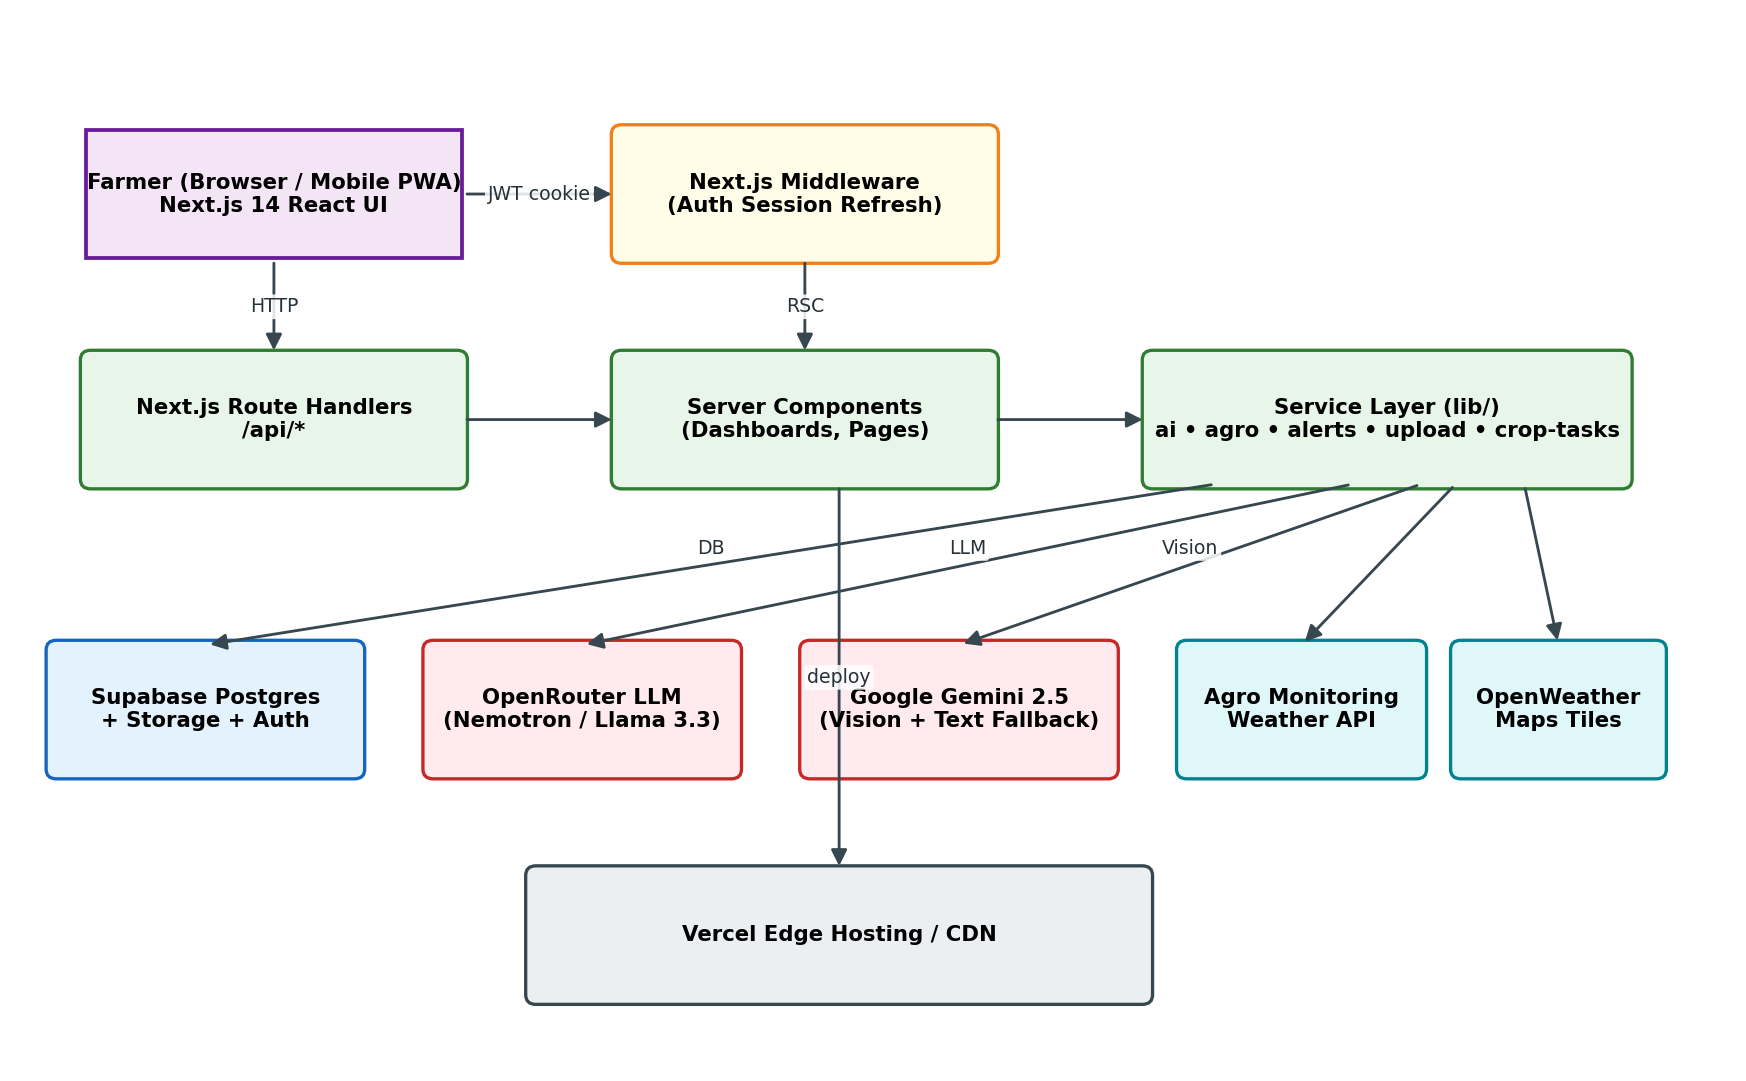 Farmer (Browser / Mobile PWA)
Next.js 14 React UI
JWT cookie
Next.js Middleware
(Auth Session Refresh)
HTTP
RSC
Next.js Route Handlers
/api/*
Server Components
(Dashboards, Pages)
Service Layer (lib/)
ai • agro • alerts • upload • crop-tasks
DB
LLM
Vision
Supabase Postgres
+ Storage + Auth
OpenRouter LLM
(Nemotron / Llama 3.3)
deploy
Google Gemini 2.5
(Vision + Text Fallback)
Agro Monitoring
Weather API
OpenWeather
Maps Tiles
Vercel Edge Hosting / CDN